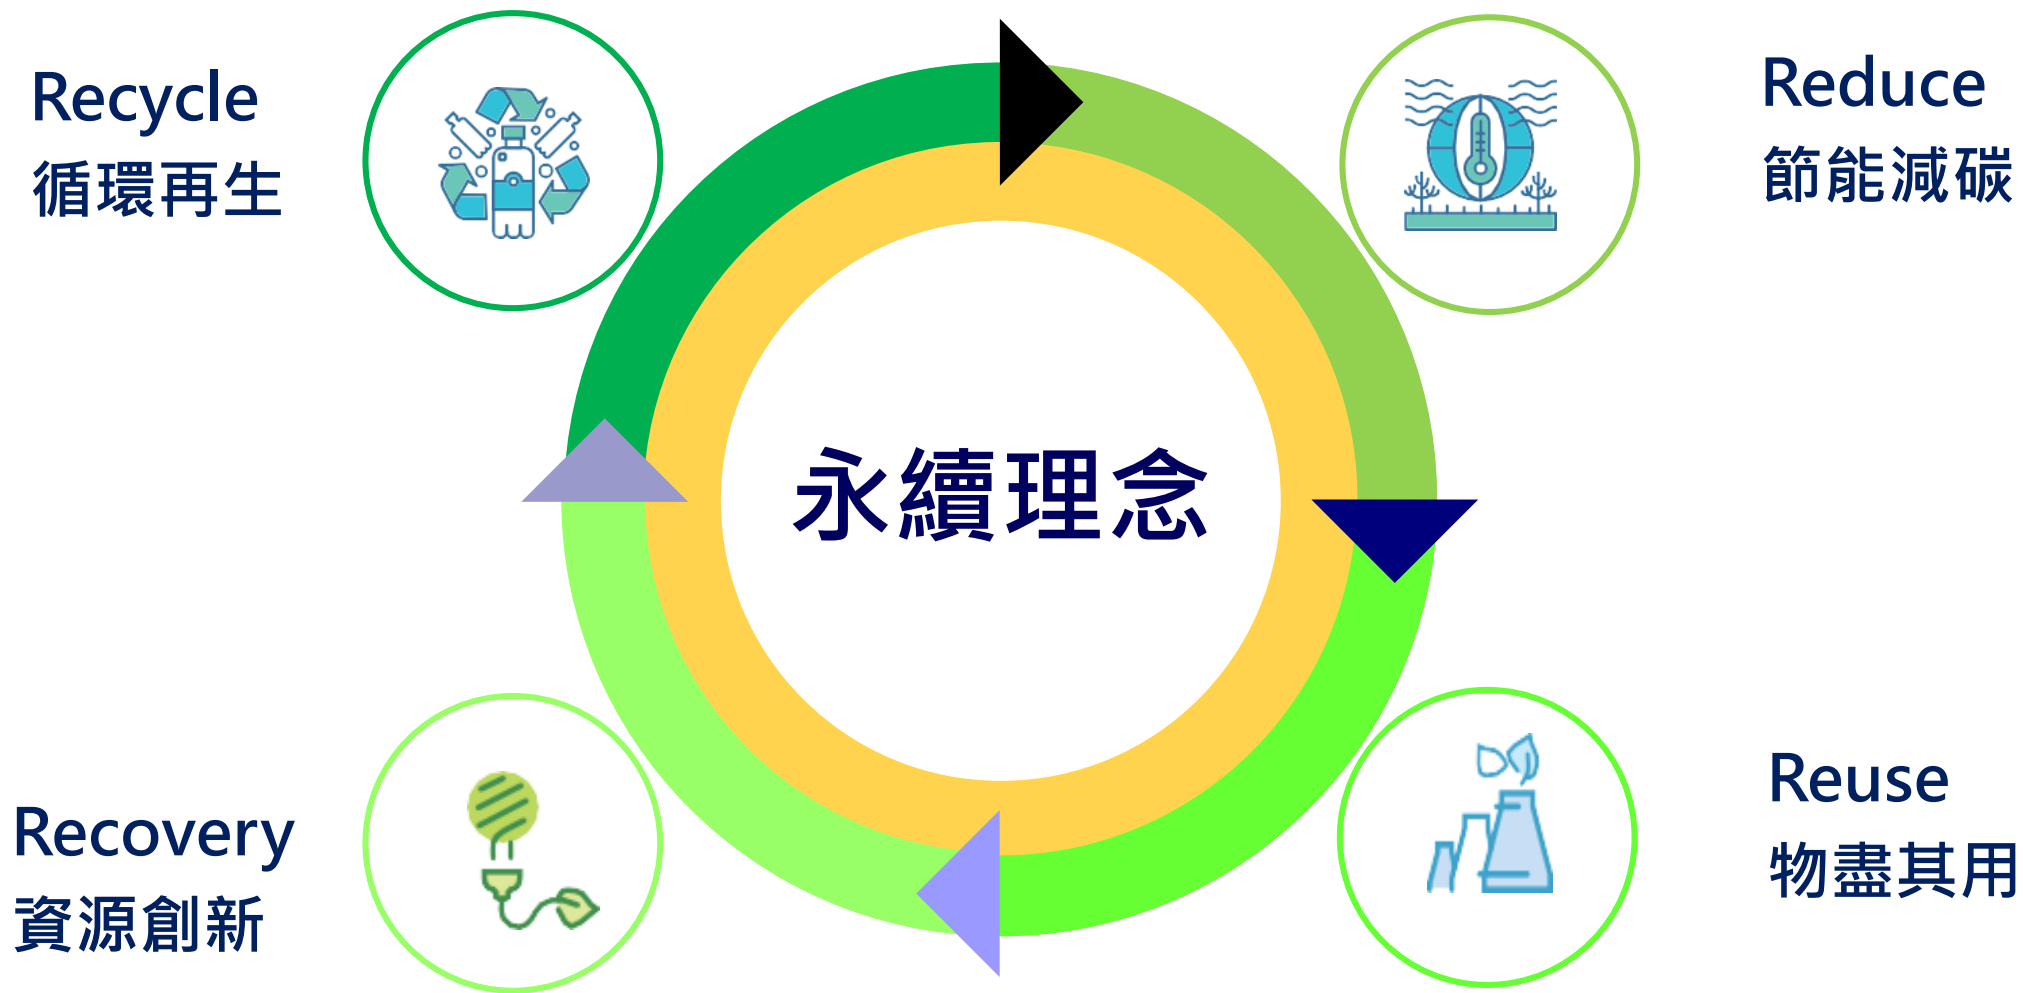 Recycle
循環再生
Reduce
節能減碳
永續理念
Recovery
資源創新
Reuse
物盡其用